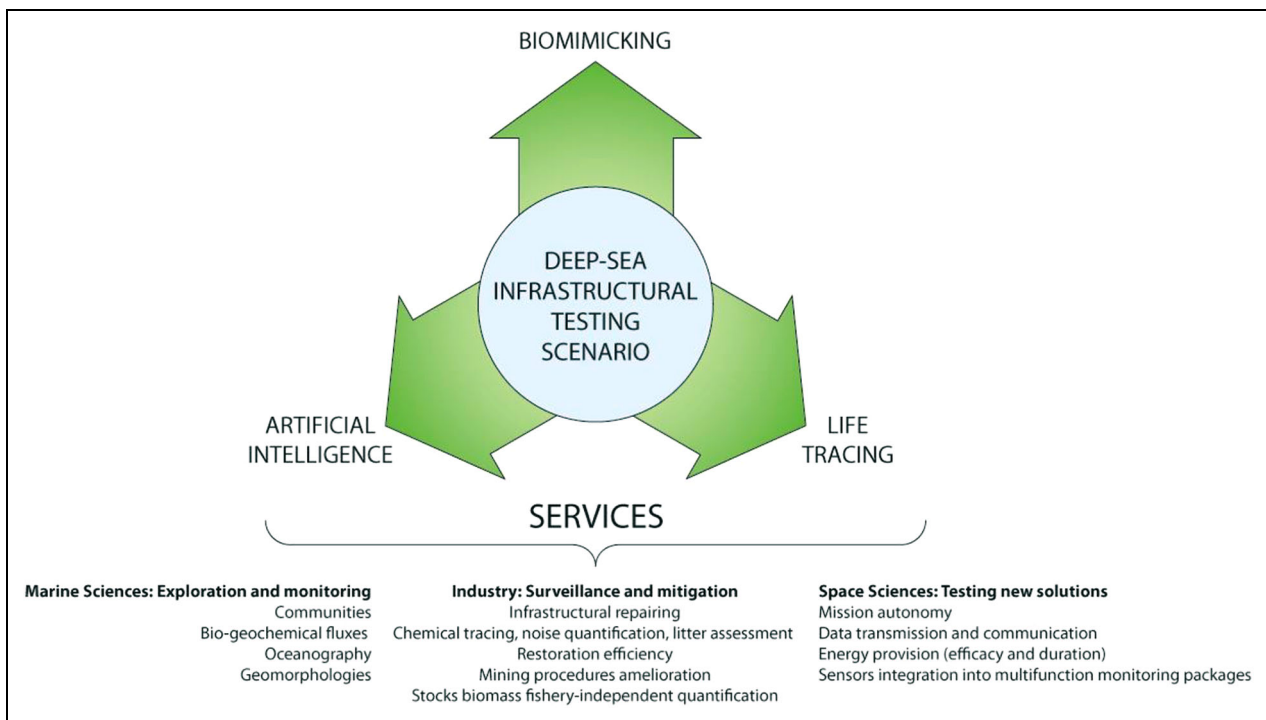 BIOMIMICKING
DEEP-SEA
INFRASTRUCTURAL
TESTING
SCENARIO
ARTIFICIAL
INTELLIGENCE
LIFE
TRACING
SERVICES
Marine Sciences: Exploration and monitoring
Communities
Bio-geochemical fluxes
Oceanography
Geomorphologies
Industry: Surveillance and mitigation
Infrastructural repairing
Chemical tracing, noise quantification, litter assessment
Restoration efficiency
Mining procedures amelioration
Stocks biomass fishery-independent quantification
Space Sciences: Testing new solutions
Mission autonomy
Data transmission and communication
Energy provision (efficacy and duration)
Sensors integration into multifunction monitoring packages